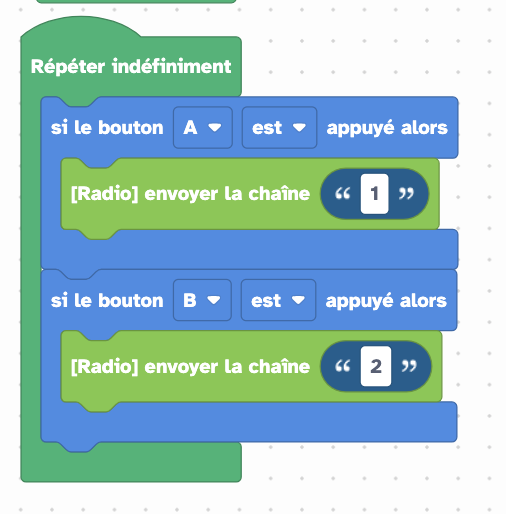 Répéter indéfiniment
si le bouton A est appuyé alors
[Radio] envoyer la chaîne “ 1 ”
si le bouton B est appuyé alors
[Radio] envoyer la chaîne “ 2 ”